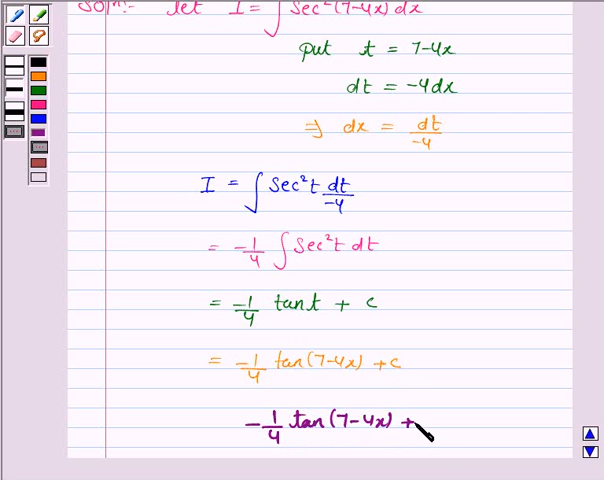 Soln:- let I = ∫ Sec²(7-4x) dx
put t = 7-4x
dt = -4dx
⇒ dx = dt/-4
I = ∫ Sec²t dt/-4
= -1/4 ∫ Sec²t dt
= -1/4 tant + c
= -1/4 tan(7-4x) + c
-1/4 tan(7-4x) +